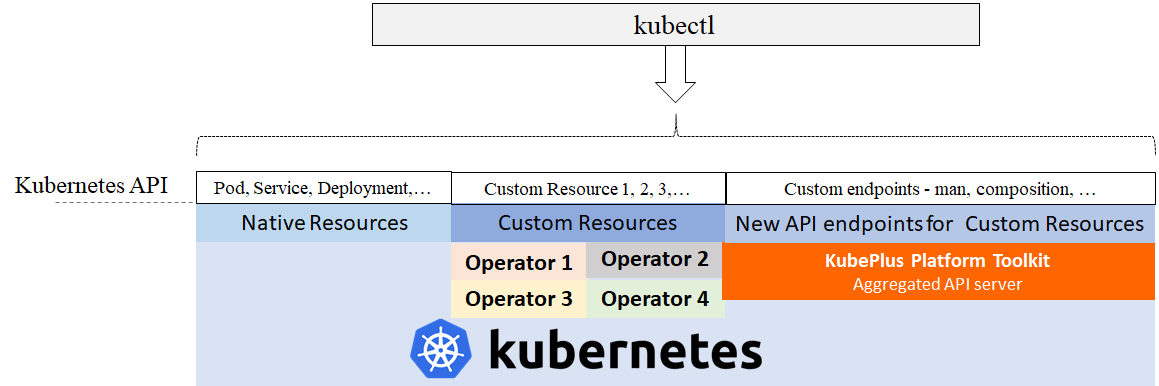 kubectl
Kubernetes API
Pod, Service, Deployment,...
Custom Resource 1, 2, 3,...
Custom endpoints - man, composition, ...
Native Resources
Custom Resources
New API endpoints for Custom Resources
Operator 1
Operator 2
KubePlus Platform Toolkit
Aggregated API server
Operator 3
Operator 4
kubernetes